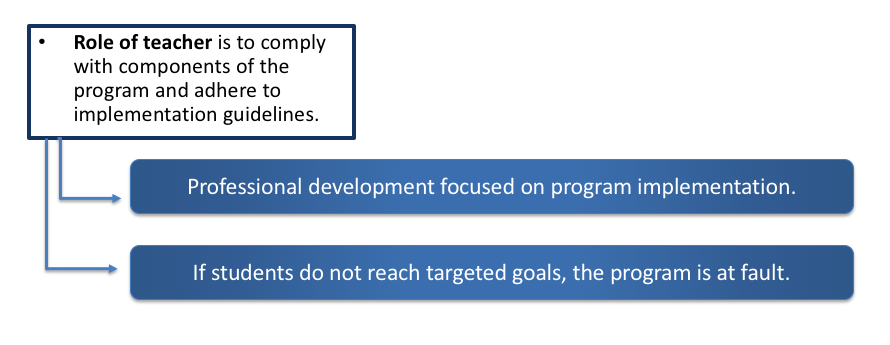 • Role of teacher is to comply
with components of the
program and adhere to
implementation guidelines.
Professional development focused on program implementation.
If students do not reach targeted goals, the program is at fault.